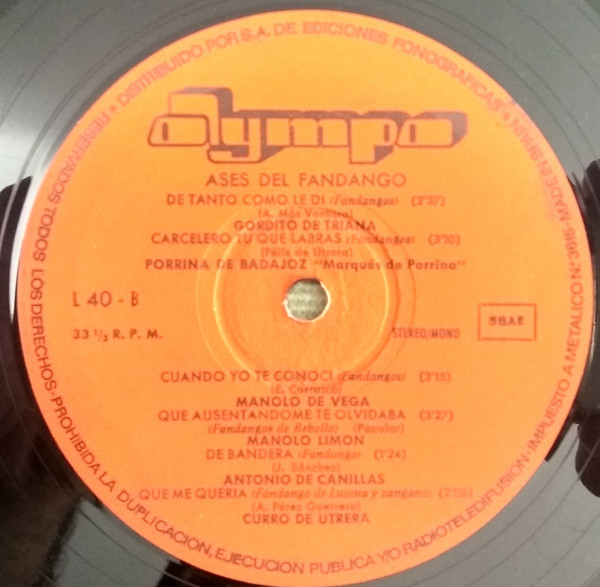 DISTRIBUIDO POR S.A. DE EDICIONES FONOGRAFICAS * MADE IN SPAIN
olympo
ASES DEL FANDANGO
DE TANTO COMO LE DI (Fandangos) (2'37)
(A. Más Ventura)
GORDITO DE TRIANA
CARCELERO TU QUE LABRAS (Fandangos) (3'10)
(Félix de Utrera)
PORRINA DE BADAJOZ "Marqués de Porrina"
L 40 - B
33 1/3 R. P. M.
STEREO/MONO
SGAE
CUANDO YO TE CONOCI (Fandangos) (3'15)
(E. Carrasco)
MANOLO DE VEGA
QUE AUSENTANDOME TE OLVIDABA (3'27)
(Fandangos de Rebollo) (Popular)
MANOLO LIMON
DE BANDERA (Fandango) (1'24)
(J. Sánchez)
ANTONIO DE CANILLAS
QUE ME QUERIA (Fandango de Lucena y zangano)
(A. Pérez Guerrero)
CURRO DE UTRERA
* RESERVADOS TODOS LOS DERECHOS-PROHIBIDA LA DUPLICACION, EJECUCION PUBLICA Y/O RADIOTELEDIFUSION-IMPUESTO A METALICO N.º 3615